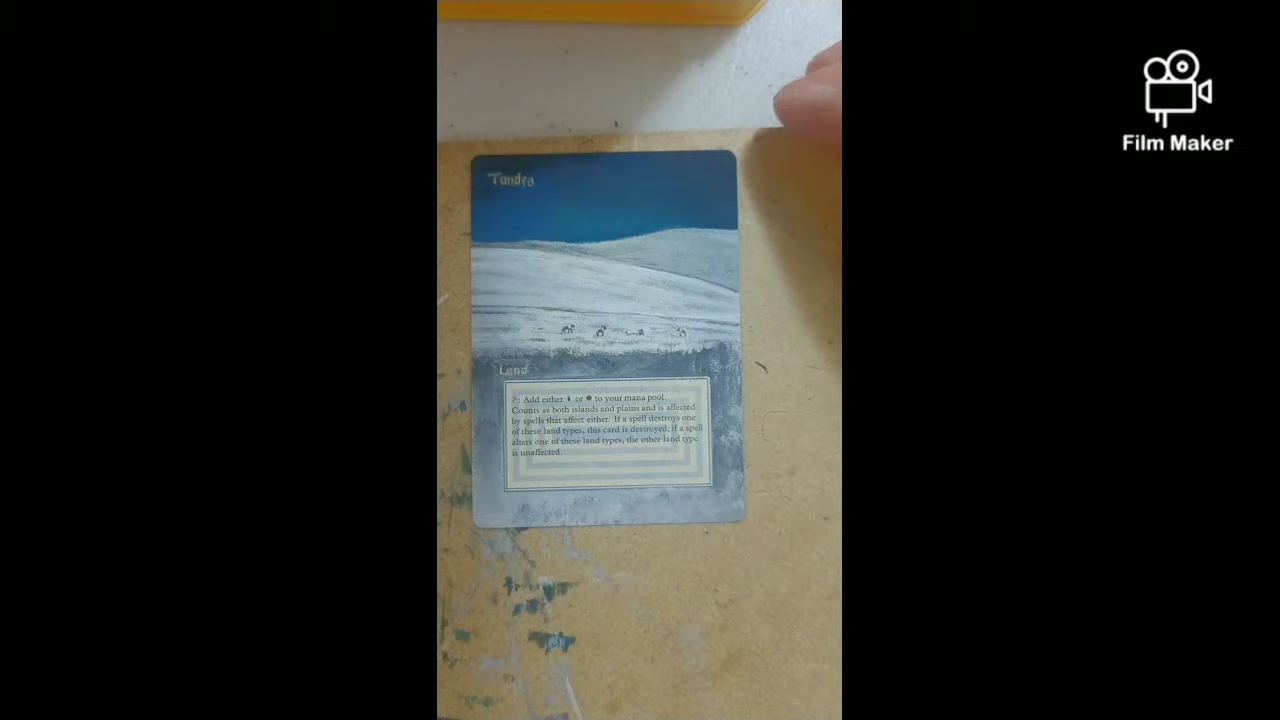 Film Maker
Tundra
Land
: Add either or to your mana pool.
Counts as both islands and plains and is affected
by spells that affect either. If a spell destroys one
of these land types, this card is destroyed; if a spell
alters one of these land types, the other land type
is unaffected.